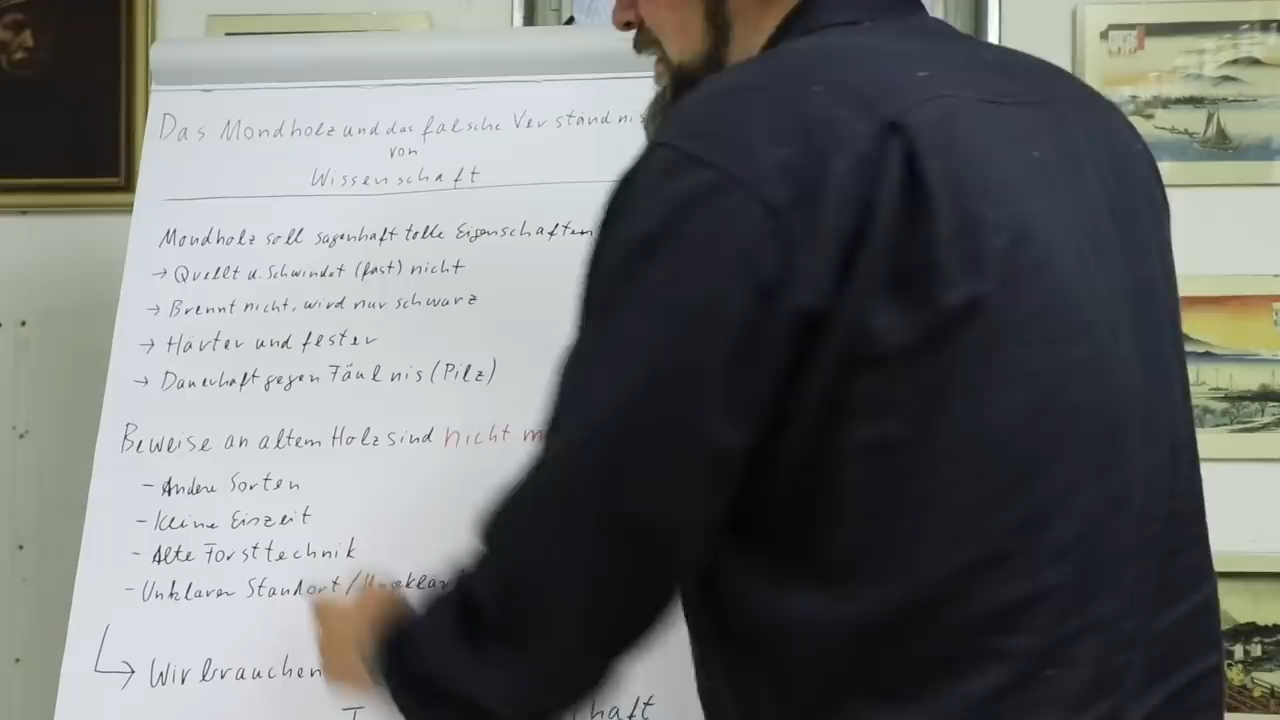 Das Mondholz und das falsche Verständnis
von
Wissenschaft
Mondholz soll sagenhaft tolle Eigenschaften
→ Quellt u. Schwindet (fast) nicht
→ Brennt nicht, wird nur schwarz
→ Härter und fester
→ Dauerhaft gegen Fäulnis (Pilz)
Beweise an altem Holz sind nicht
- Andere Sorten
- Keine Eiszeit
- Alte Forsttechnik
- Unklarer Standort /
Wir brauchen